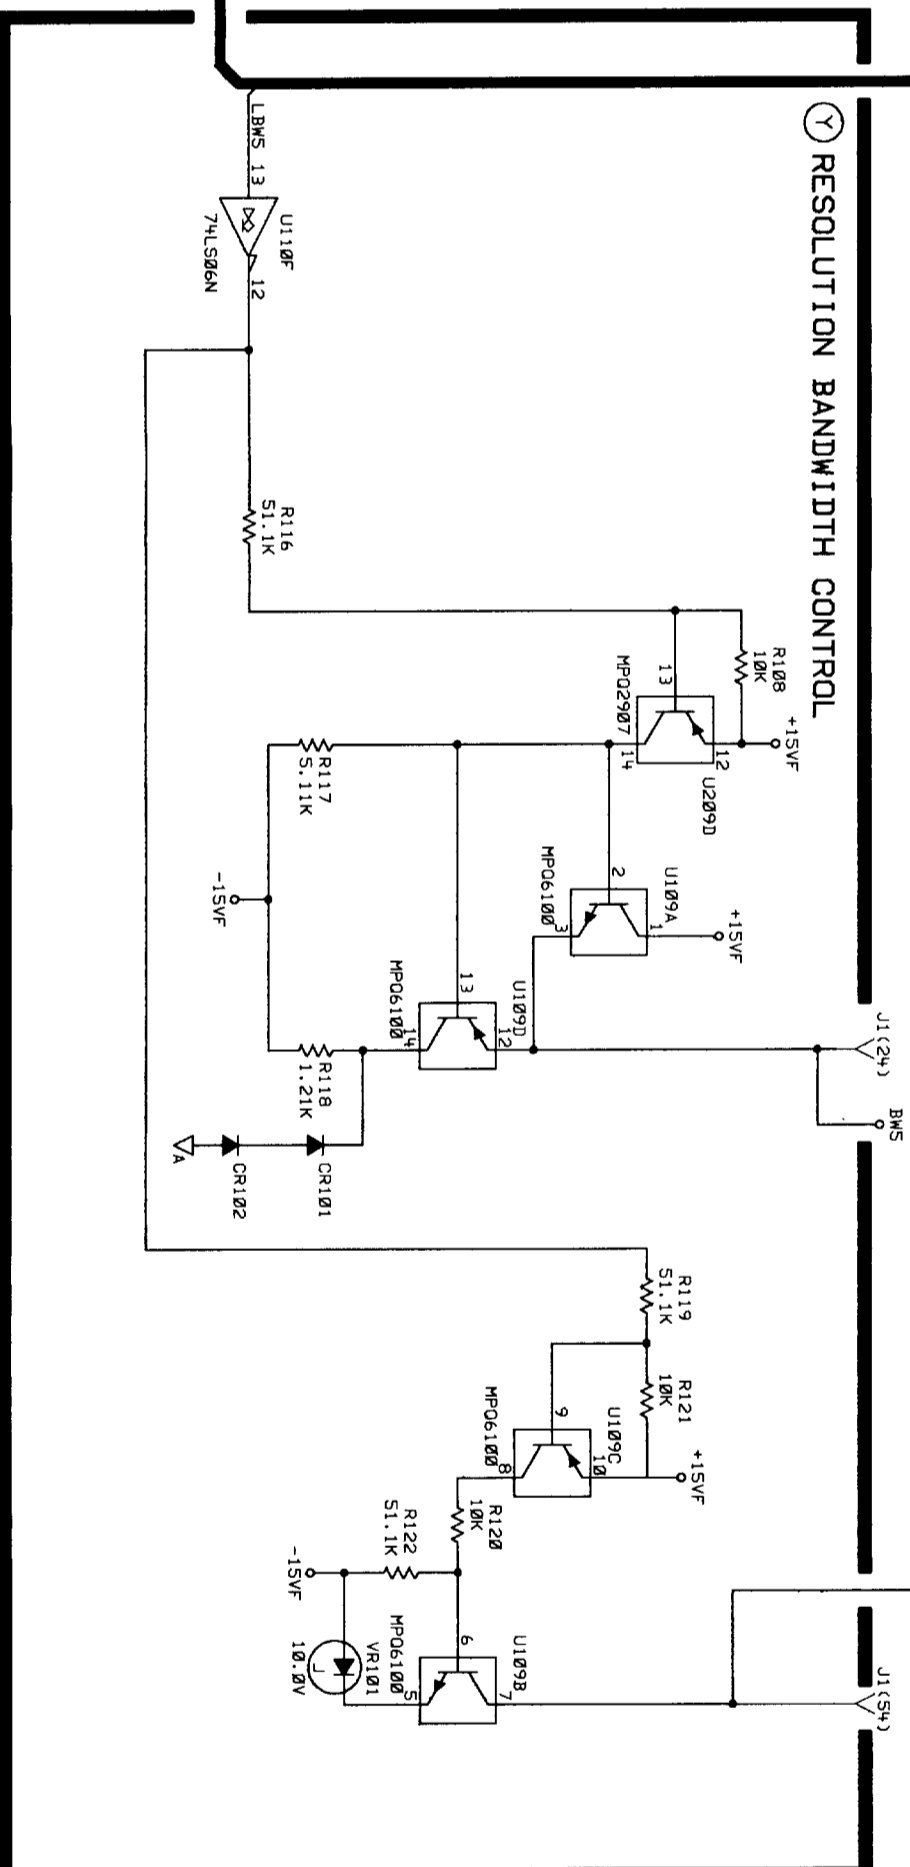 Y RESOLUTION BANDWIDTH CONTROL
LBW5 13
U110F
74LS06N
12
R116
51.1K
R108
10K
+15VF
13
12
14
MPQ2907
U209D
R117
5.11K
-15VF
U109A
MPQ6100
2
1
3
+15VF
U109D
MPQ6100
13
12
14
R118
1.21K
CR101
CR102
A
J1(24)
BW5
R119
51.1K
R121
10K
+15VF
U109C
MPQ6100
9
10
8
R120
10K
R122
51.1K
-15VF
VR101
10.0V
J
U109B
MPQ6100
6
7
5
J1(54)